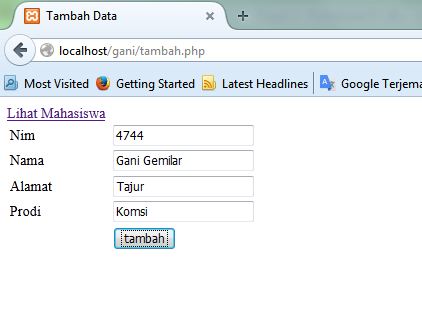 Tambah Data
localhost/gani/tambah.php
Most Visited Getting Started Latest Headlines Google Terjema
Lihat Mahasiswa
Nim 4744
Nama Gani Gemilar
Alamat Tajur
Prodi Komsi
tambah